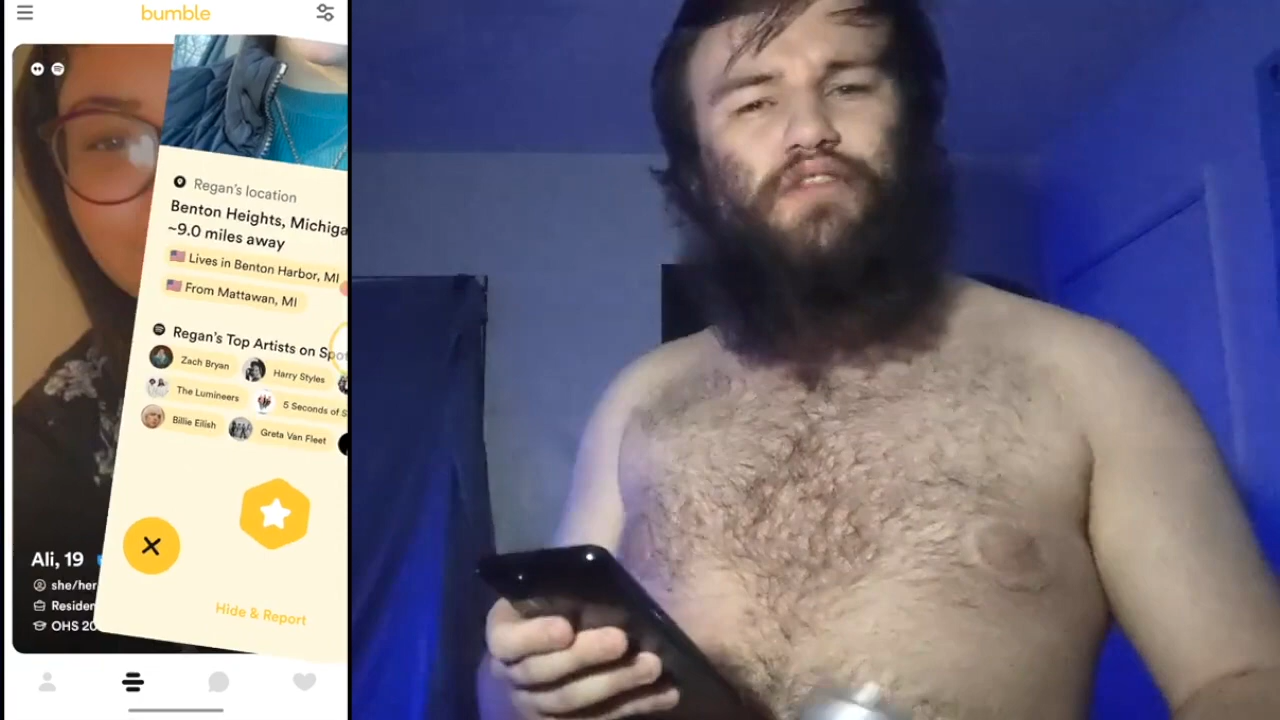 bumble
Regan's location
Benton Heights, Michiga
~9.0 miles away
Lives in Benton Harbor, MI
From Mattawan, MI
Regan's Top Artists on Spot
Zach Bryan
Harry Styles
The Lumineers
5 Seconds of S
Billie Eilish
Greta Van Fleet
Ali, 19
she/her
Residen
OHS 20
Hide & Report